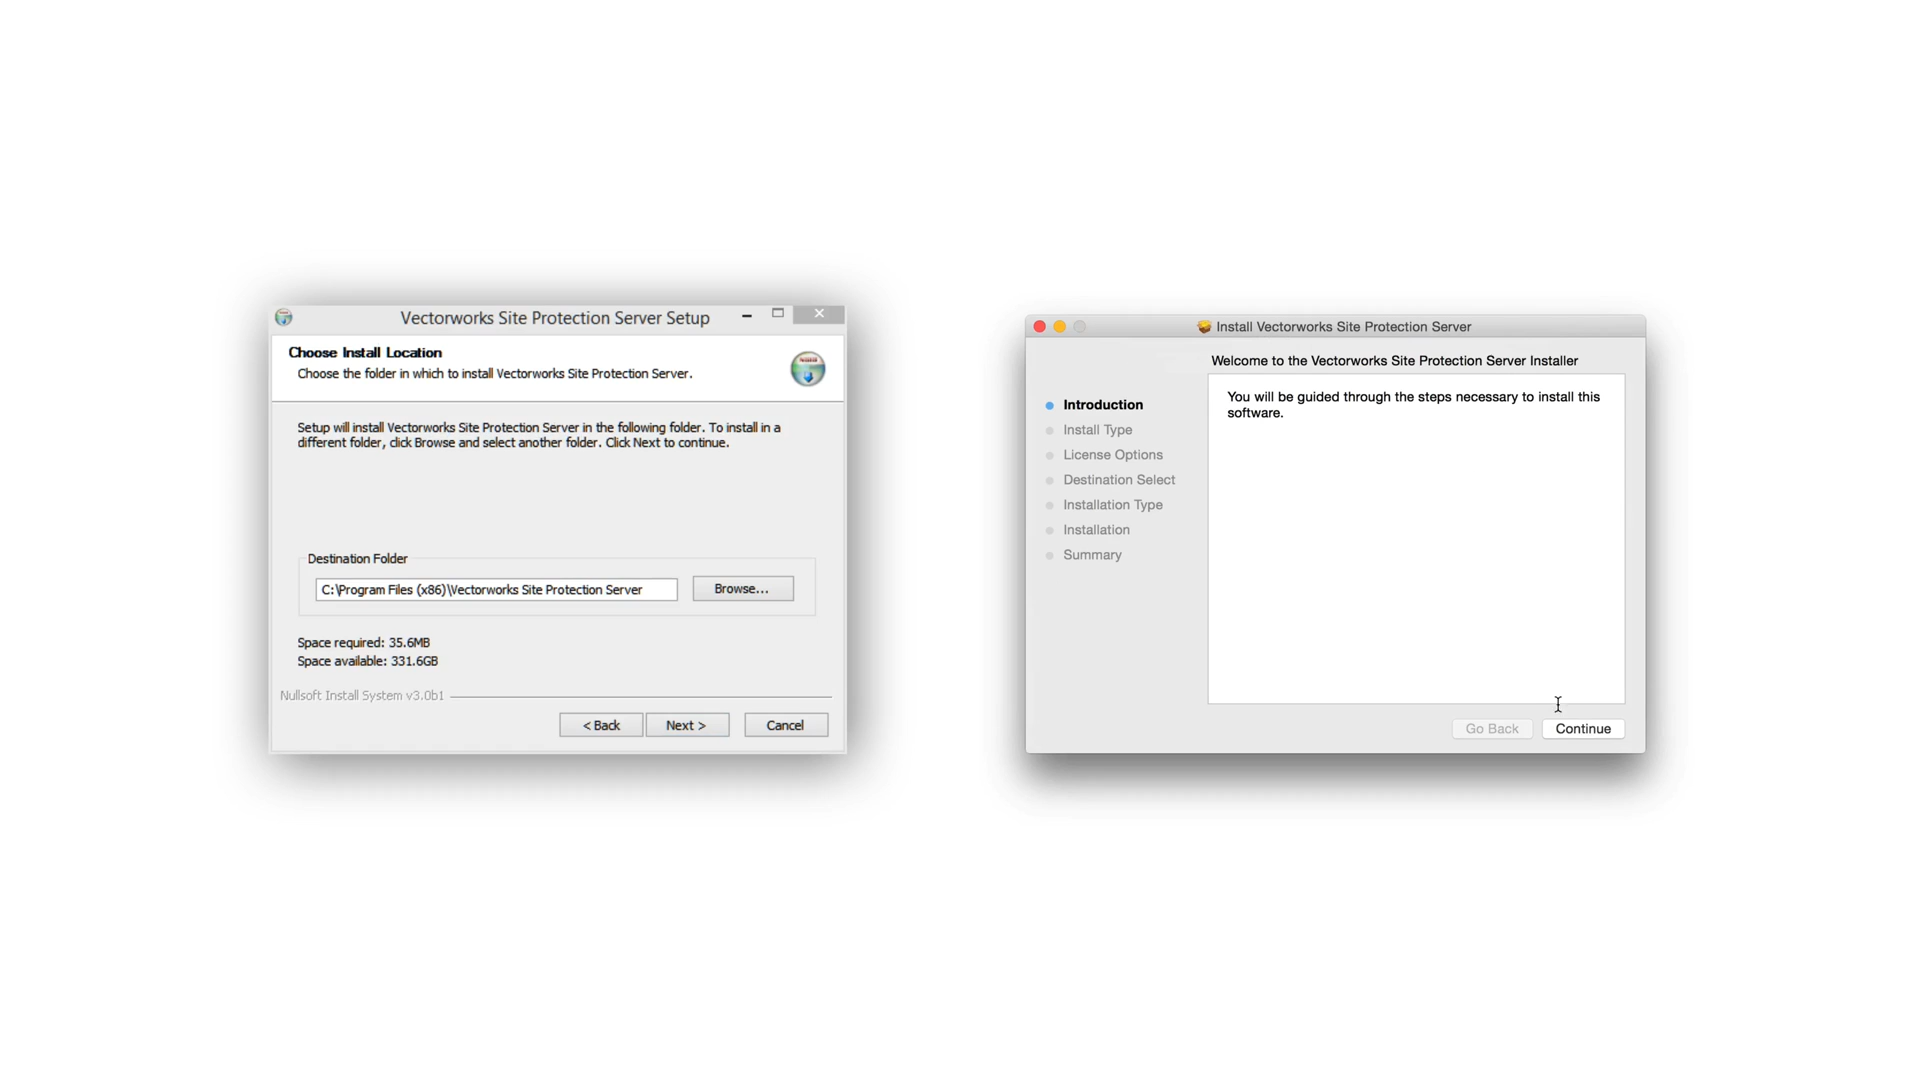 Vectorworks Site Protection Server Setup
Choose Install Location
Choose the folder in which to install Vectorworks Site Protection Server.
Setup will install Vectorworks Site Protection Server in the following folder. To install in a
different folder, click Browse and select another folder. Click Next to continue.
Destination Folder
C:\Program Files (x86)\Vectorworks Site Protection Server
Browse...
Space required: 35.6MB
Space available: 331.6GB
Nullsoft Install System v3.0b1
< Back
Next >
Cancel
Install Vectorworks Site Protection Server
Welcome to the Vectorworks Site Protection Server Installer
Introduction
Install Type
License Options
Destination Select
Installation Type
Installation
Summary
You will be guided through the steps necessary to install this
software.
Go Back
Continue